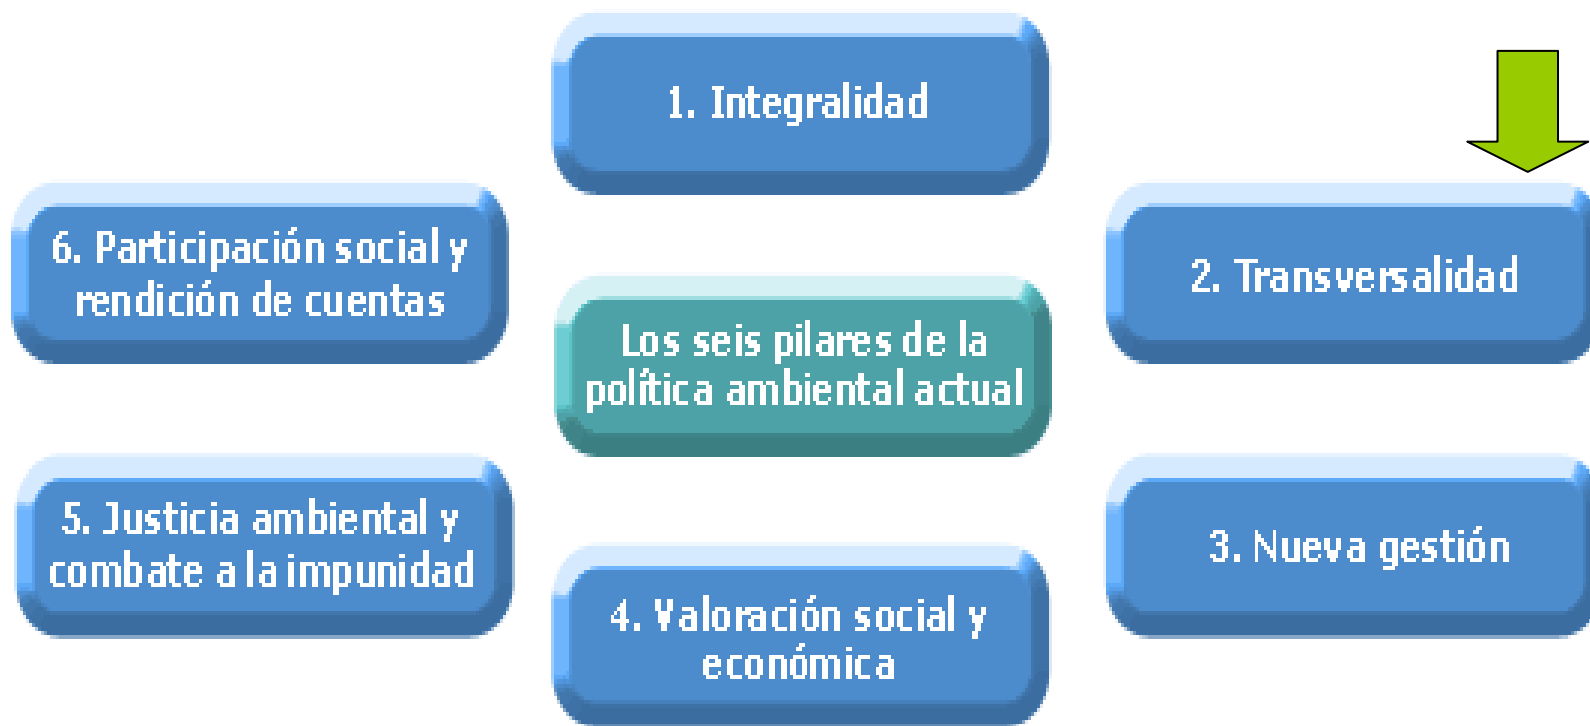 1. Integralidad
6. Participación social y
rendición de cuentas
2. Transversalidad
Los seis pilares de la
política ambiental actual
5. Justicia ambiental y
combate a la impunidad
3. Nueva gestión
4. Valoración social y
económica